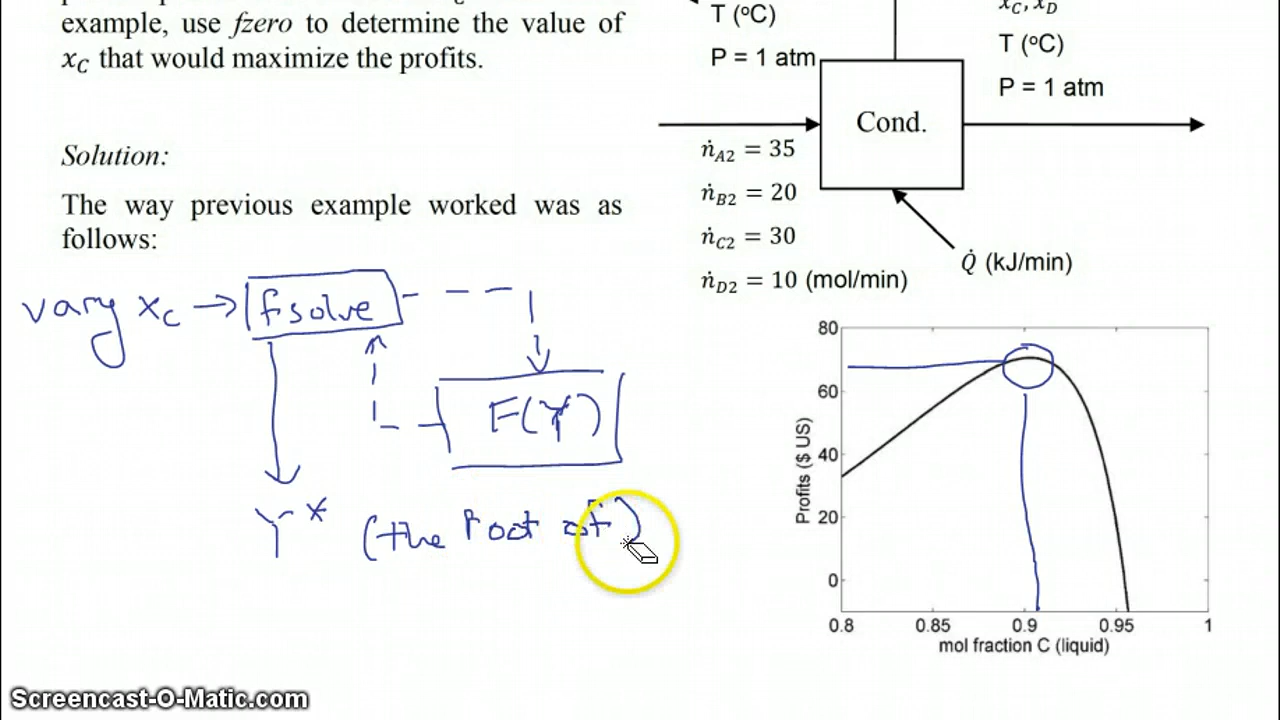 example, use fzero to determine the value of
x_C that would maximize the profits.
Solution:
The way previous example worked was as
follows:
vary x_C → fsolve
F(Y)
Y* (the root of)
T (°C)
P = 1 atm
x_C, x_D
T (°C)
P = 1 atm
Cond.
ṅ_A2 = 35
ṅ_B2 = 20
ṅ_C2 = 30
ṅ_D2 = 10 (mol/min)
Q̇ (kJ/min)
80
60
40
20
0
Profits ($ US)
0.8 0.85 0.9 0.95 1
mol fraction C (liquid)
Screencast-O-Matic.com